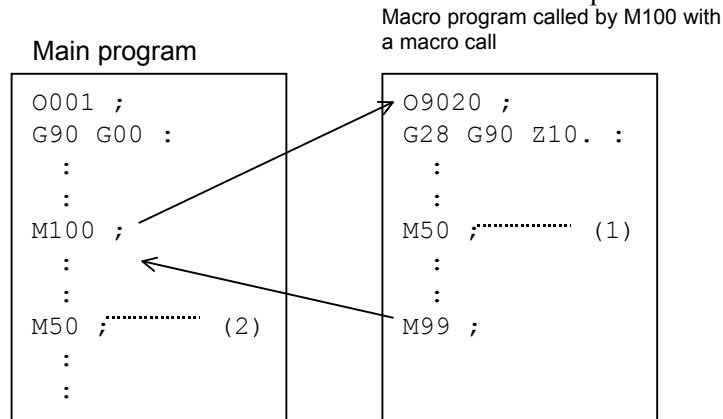 Macro program called by M100 with
a macro call
Main program
O001 ;
G90 G00 :
:
:
M100 ;
:
:
M50 ; (2)
:
:
O9020 ;
G28 G90 Z10. :
:
:
M50 ; (1)
:
:
M99 ;